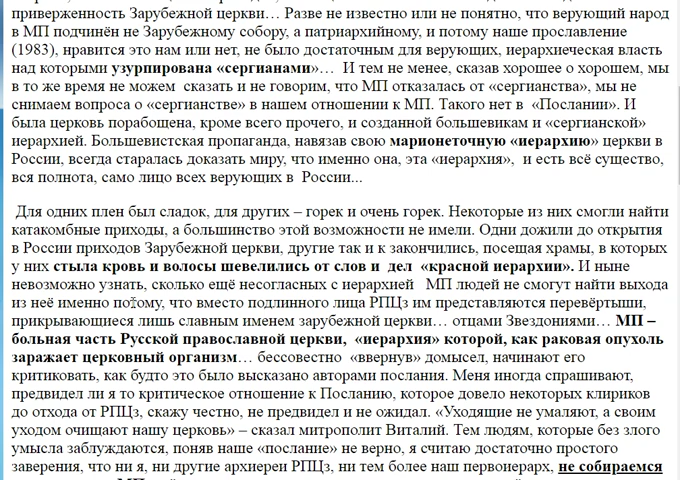 приверженность Зарубежной церкви… Разве не известно или не понятно, что верующий народ
в МП подчинён не Зарубежному собору, а патриархийному, и потому наше прославление
(1983), нравится это нам или нет, не было достаточным для верующих, иерархиеческая власть
над которыми узурпирована «сергианами»… И тем не менее, сказав хорошее о хорошем, мы
в то же время не можем сказать и не говорим, что МП отказалась от «сергианства», мы не
снимаем вопроса о «сергианстве» в нашем отношении к МП. Такого нет в «Послании». И
была церковь порабощена, кроме всего прочего, и созданной большевикам и «сергианской»
иерархией. Большевистская пропаганда, навязав свою марионеточную «иерархию» церкви в
России, всегда старалась доказать миру, что именно она, эта «иерархия», и есть всё существо,
вся полнота, само лицо всех верующих в России...
Для одних плен был сладок, для других – горек и очень горек. Некоторые из них смогли найти
катакомбные приходы, а большинство этой возможности не имели. Одни дожили до открытия
в России приходов Зарубежной церкви, другие так и к закончились, посещая храмы, в которых
у них стыла кровь и волосы шевелились от слов и дел «красной иерархии». И ныне
невозможно узнать, сколько ещё несогласных с иерархией МП людей не смогут найти выхода
из неё именно потому, что вместо подлинного лица РПЦз им представляются перевёртыши,
прикрывающиеся лишь славным именем зарубежной церкви… отцами Звездониями… МП –
больная часть Русской православной церкви, «иерархия» которой, как раковая опухоль
заражает церковный организм… бессовестно «ввернув» домысел, начинают его
критиковать, как будто это было высказано авторами послания. Меня иногда спрашивают,
предвидел ли я то критическое отношение к Посланию, которое довело некоторых клириков
до отхода от РПЦз, скажу честно, не предвидел и не ожидал. «Уходящие не умаляют, а своим
уходом очищают нашу церковь» – сказал митрополит Виталий. Тем людям, которые без злого
умысла заблуждаются, поняв наше «послание» не верно, я считаю достаточно простого
заверения, что ни я, ни другие архиереи РПЦз, ни тем более наш первоиерарх, не собираемся